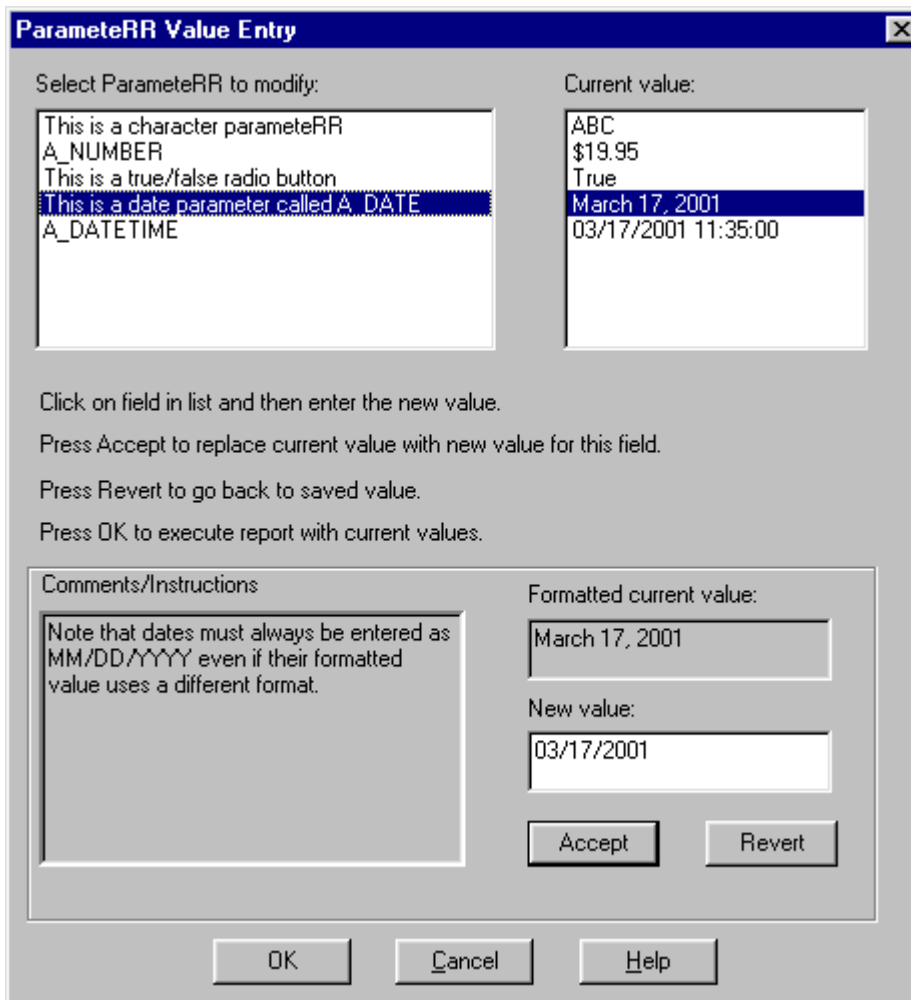 ParameteRR Value Entry
Select ParameteRR to modify:
This is a character parameteRR
A_NUMBER
This is a true/false radio button
This is a date parameter called A_DATE
A_DATETIME
Current value:
ABC
$19.95
True
March 17, 2001
03/17/2001 11:35:00
Click on field in list and then enter the new value.
Press Accept to replace current value with new value for this field.
Press Revert to go back to saved value.
Press OK to execute report with current values.
Comments/Instructions
Note that dates must always be entered as
MM/DD/YYYY even if their formatted
value uses a different format.
Formatted current value:
March 17, 2001
New value:
03/17/2001
Accept
Revert
OK
Cancel
Help